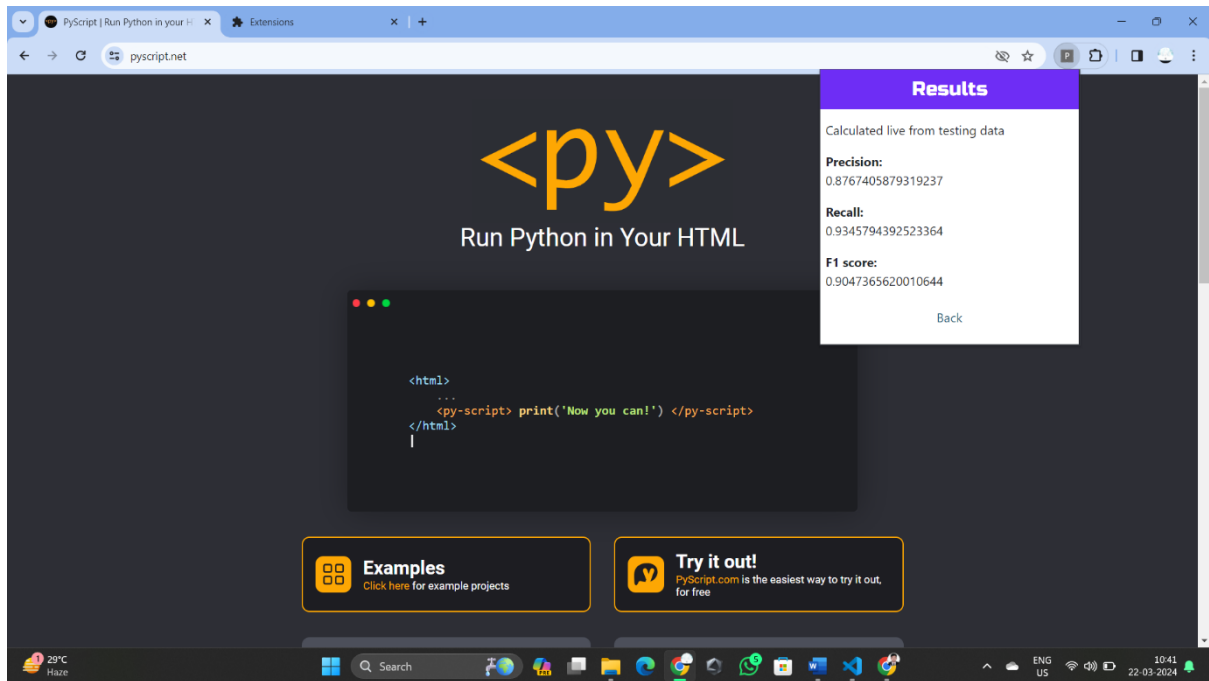 PyScript | Run Python in your H
Extensions
pyscript.net
Results
Calculated live from testing data
Precision:
0.8767405879319237
Recall:
0.9345794392523364
F1 score:
0.9047365620010644
Back
<py>
Run Python in Your HTML
<html>
...
<py-script> print('Now you can!') </py-script>
</html>
Examples
Click here for example projects
Try it out!
PyScript.com is the easiest way to try it out,
for free
1
29°C
Haze
Search
5
ENG
US
10:41
22-03-2024